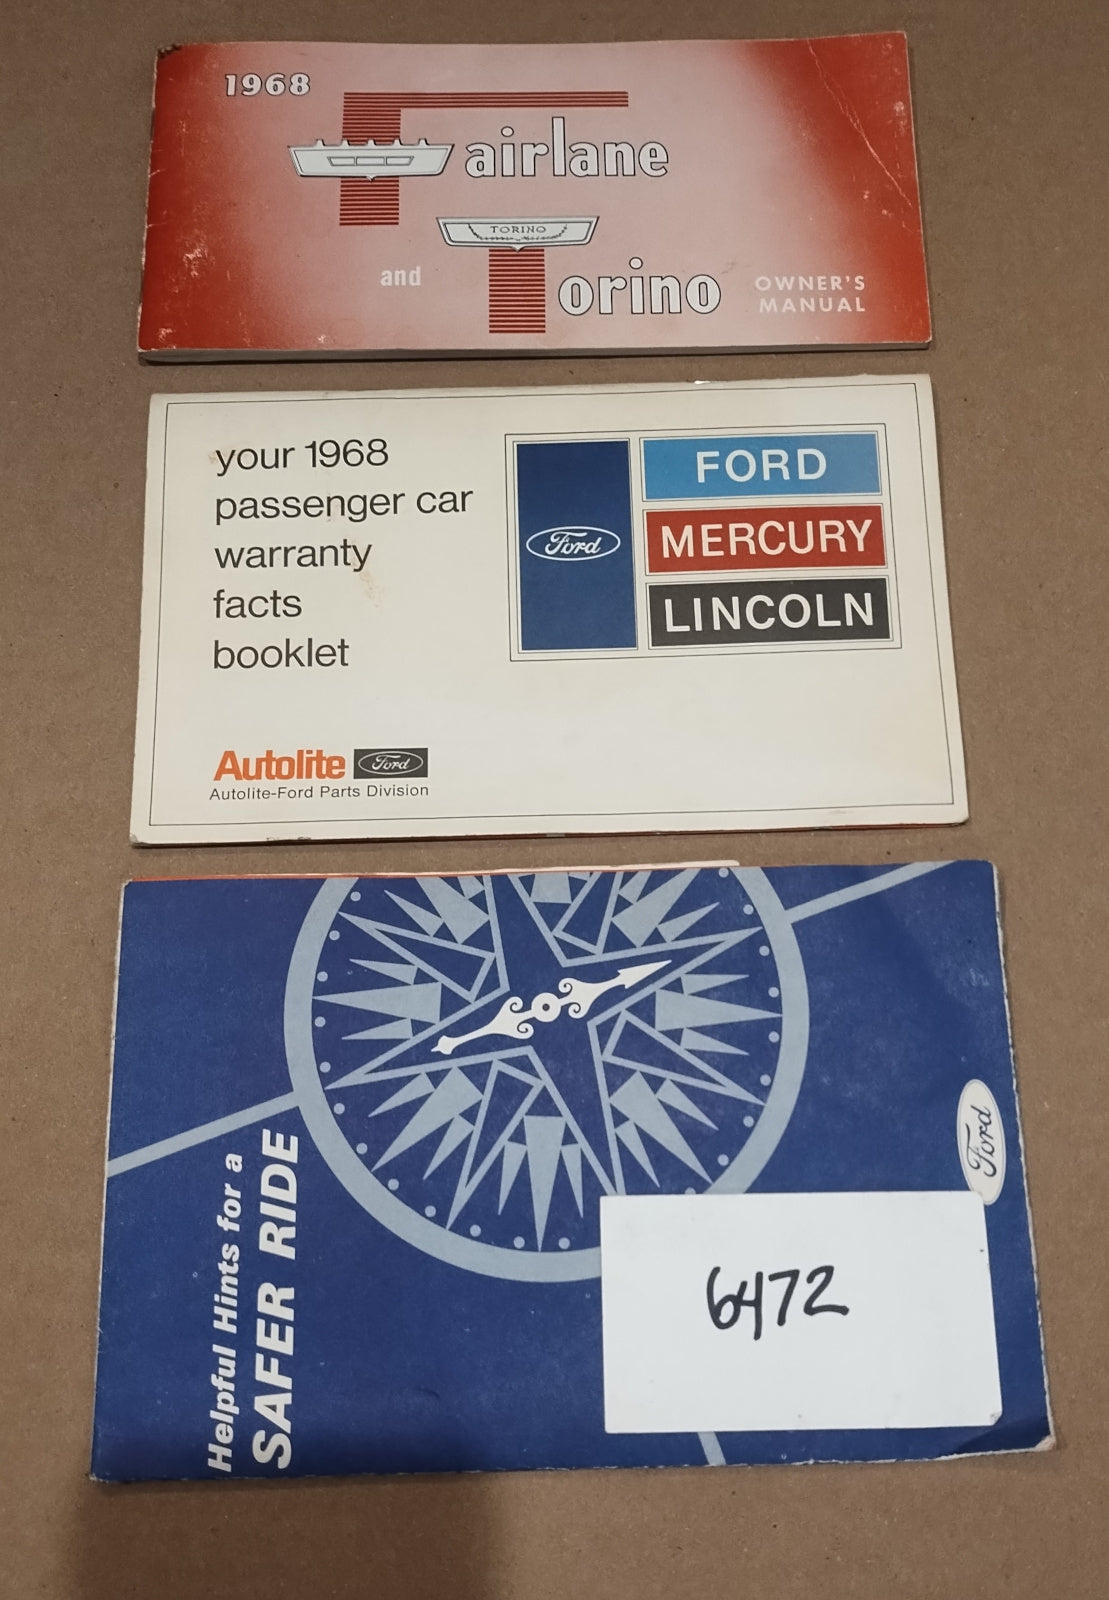 1968
Fairlane
TORINO
and Torino OWNER'S
MANUAL
your 1968
passenger car
warranty
facts
booklet
Ford
FORD
MERCURY
LINCOLN
Autolite Ford
Autolite-Ford Parts Division
Helpful Hints for a
SAFER RIDE
Ford
6472